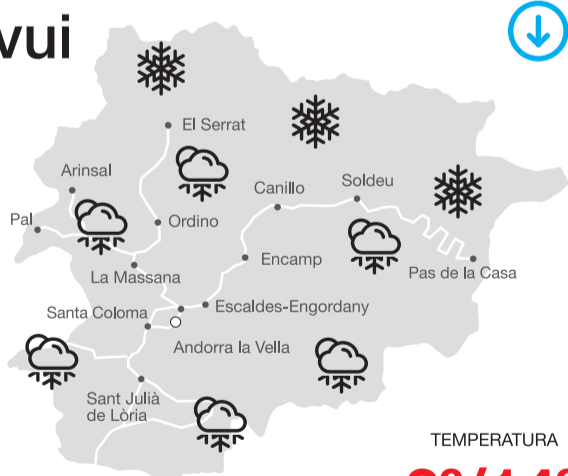 vui
El Serrat
Arinsal
Canillo
Soldeu
Pal
Ordino
Encamp
Pas de la Casa
La Massana
Santa Coloma
Escaldes-Engordany
Andorra la Vella
Sant Julià
de Lòria
TEMPERATURA